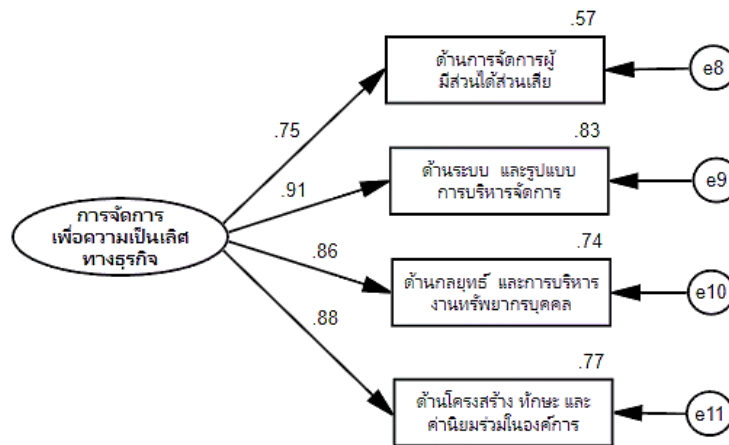 .57
ด้านการจัดการผู้
มีส่วนได้ส่วนเสีย
e8
.75
.83
ด้านระบบ และรูปแบบ
การบริหารจัดการ
e9
.91
การจัดการ
เพื่อความเป็นเลิศ
ทางธุรกิจ
.86
.74
ด้านกลยุทธ์ และการบริหาร
งานทรัพยากรบุคคล
e10
.88
.77
ด้านโครงสร้าง ทักษะ และ
ค่านิยมร่วมในองค์การ
e11